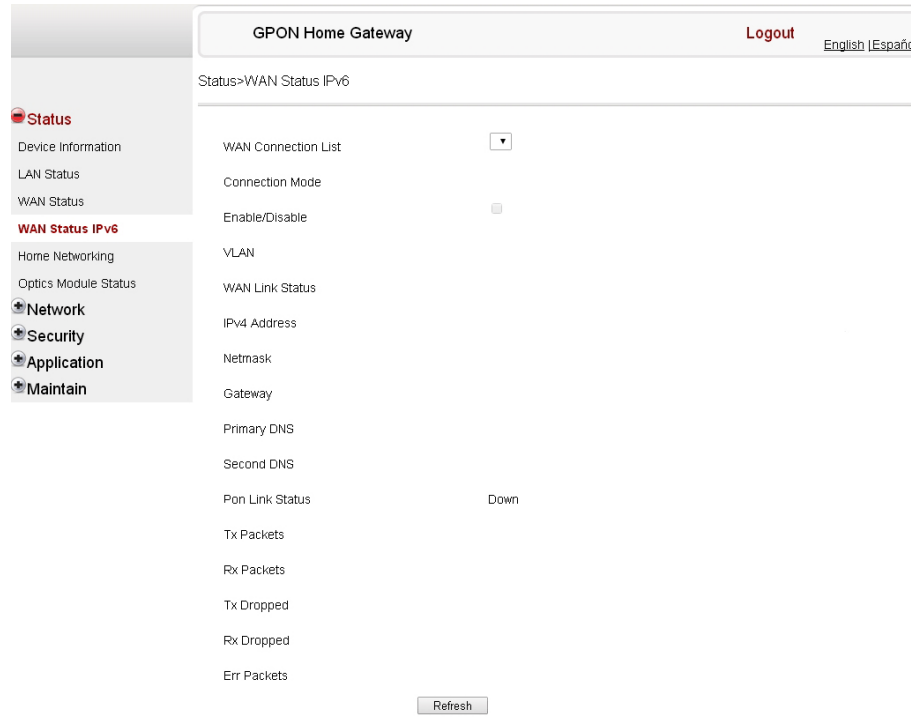 GPON Home Gateway
Logout
English | Españo
Status>WAN Status IPv6
Status
Device Information
LAN Status
WAN Status
WAN Status IPv6
Home Networking
Optics Module Status
Network
Security
Application
Maintain
WAN Connection List
Connection Mode
Enable/Disable
VLAN
WAN Link Status
IPv4 Address
Netmask
Gateway
Primary DNS
Second DNS
Pon Link Status Down
Tx Packets
Rx Packets
Tx Dropped
Rx Dropped
Err Packets
Refresh